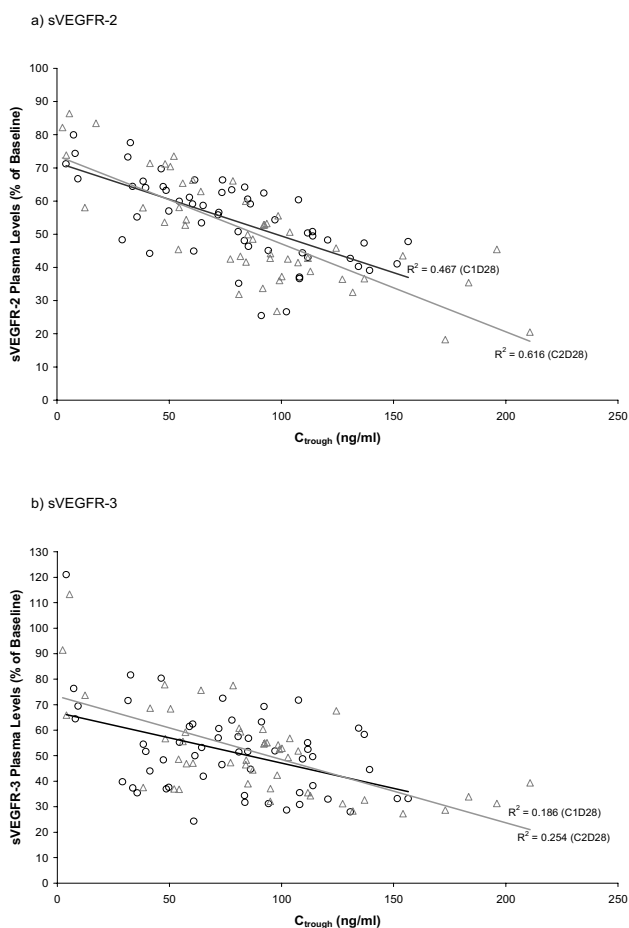 a) sVEGFR-2
100
90
80
70
60
50
40
30
20
10
0
sVEGFR-2 Plasma Levels (% of Baseline)
R² = 0.467 (C1D28)
R² = 0.616 (C2D28)
0 50 100 150 200 250
Ctrough (ng/ml)
b) sVEGFR-3
130
120
110
100
90
80
70
60
50
40
30
20
10
0
sVEGFR-3 Plasma Levels (% of Baseline)
R² = 0.186 (C1D28)
R² = 0.254 (C2D28)
0 50 100 150 200 250
Ctrough (ng/ml)